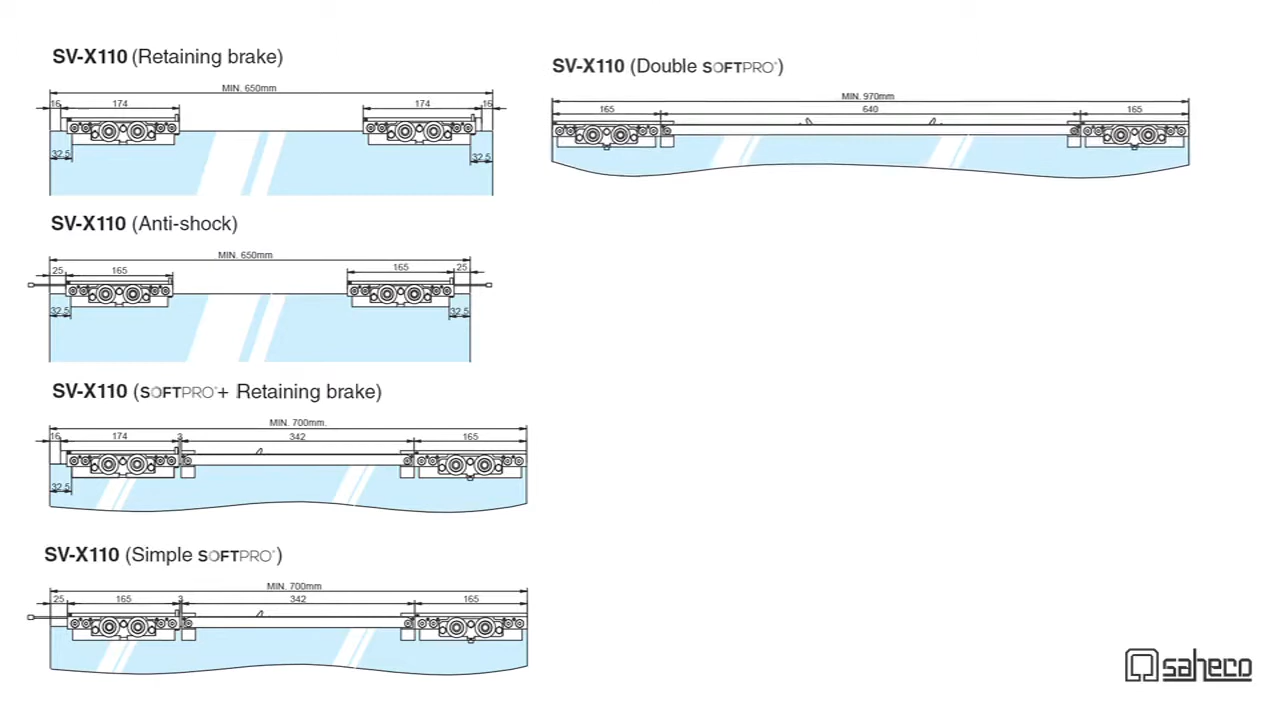 SV-X110 (Retaining brake)
MIN. 650mm
16 174 174 16
32,5 32,5
SV-X110 (Anti-shock)
MIN. 650mm
25 165 165 25
32,5 32,5
SV-X110 (SOFTPRO + Retaining brake)
MIN. 700mm.
16 174 3 342 165
32,5
SV-X110 (Simple SOFTPRO)
MIN. 700mm
25 165 3 342 165
SV-X110 (Double SOFTPRO)
MIN. 970mm
165 640 165
saheco